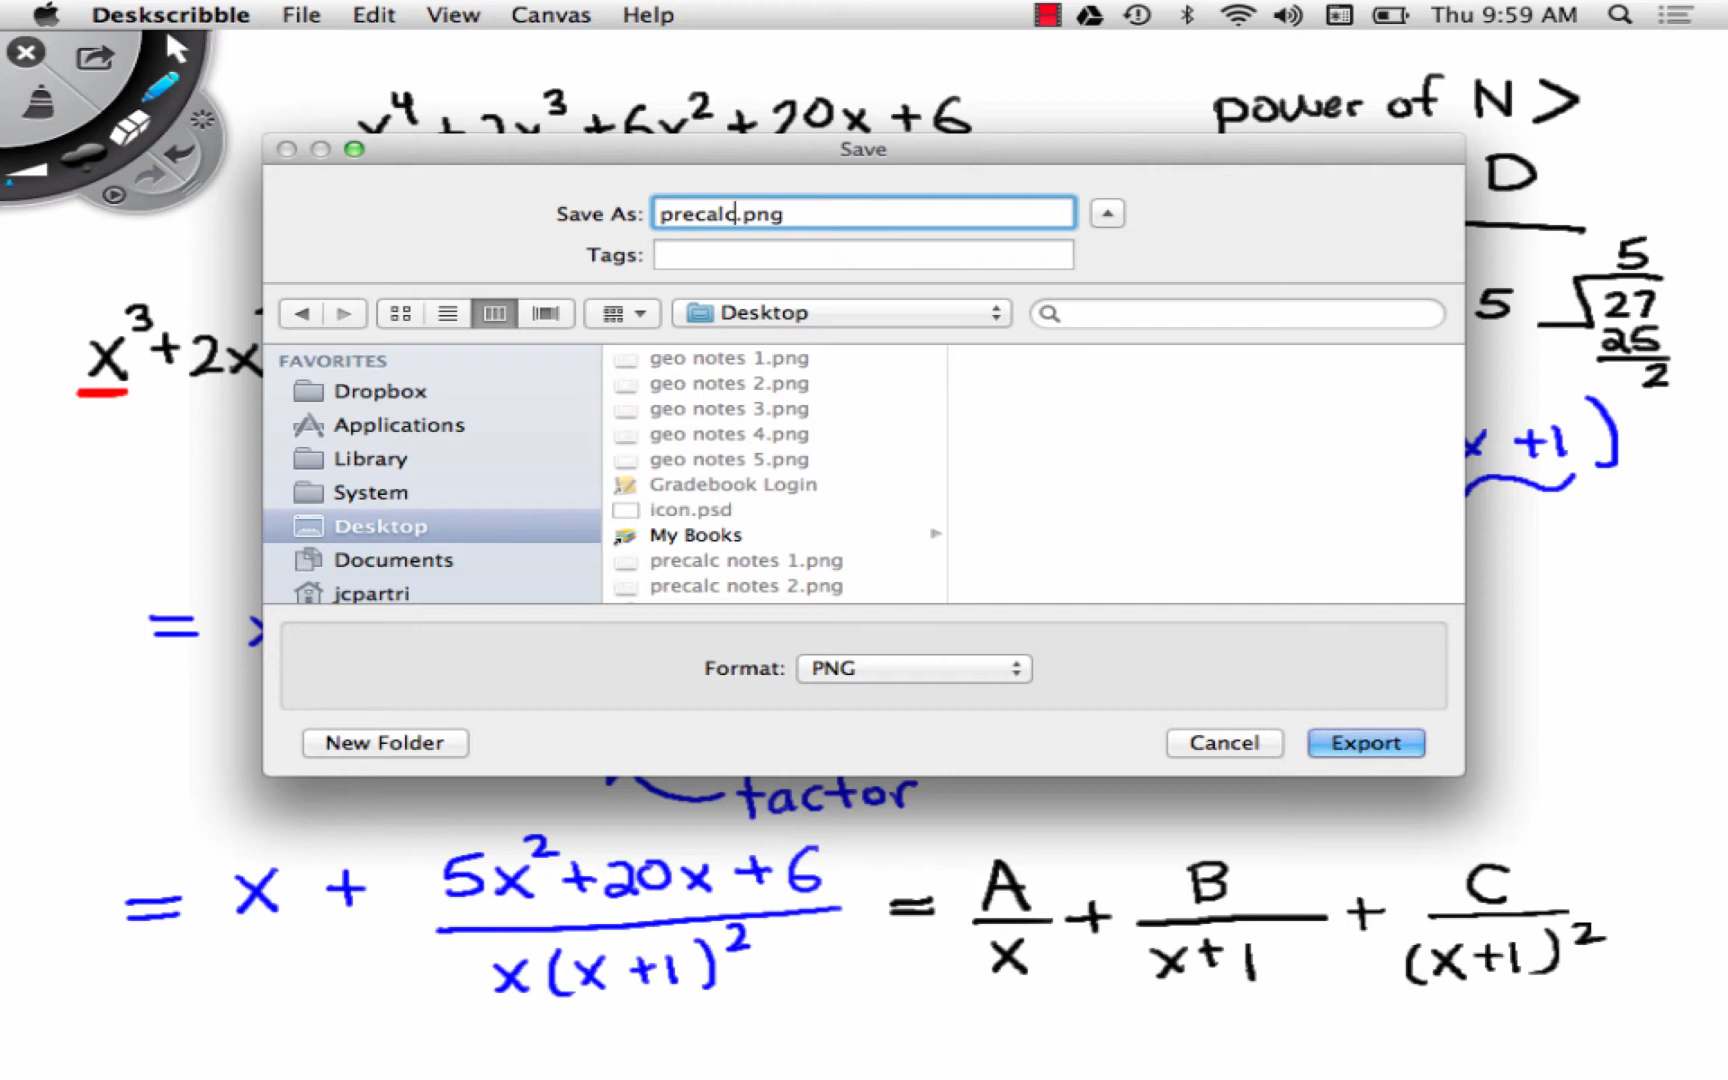 Deskscribble File Edit View Canvas Help Thu 9:59 AM
x⁴ + 2x³ + 6x² + 20x + 6
power of N >
D
Save
Save As: precalc.png
Tags:
Desktop
x³ + 2x
5
5 27
25
2
x + 1 )
FAVORITES
Dropbox
Applications
Library
System
Desktop
Documents
jcpartri
geo notes 1.png
geo notes 2.png
geo notes 3.png
geo notes 4.png
geo notes 5.png
Gradebook Login
icon.psd
My Books
precalc notes 1.png
precalc notes 2.png
= x
Format: PNG
New Folder Cancel Export
factor
= x + 5x² + 20x + 6 = A + B + C
x(x + 1)² x x + 1 (x + 1)²